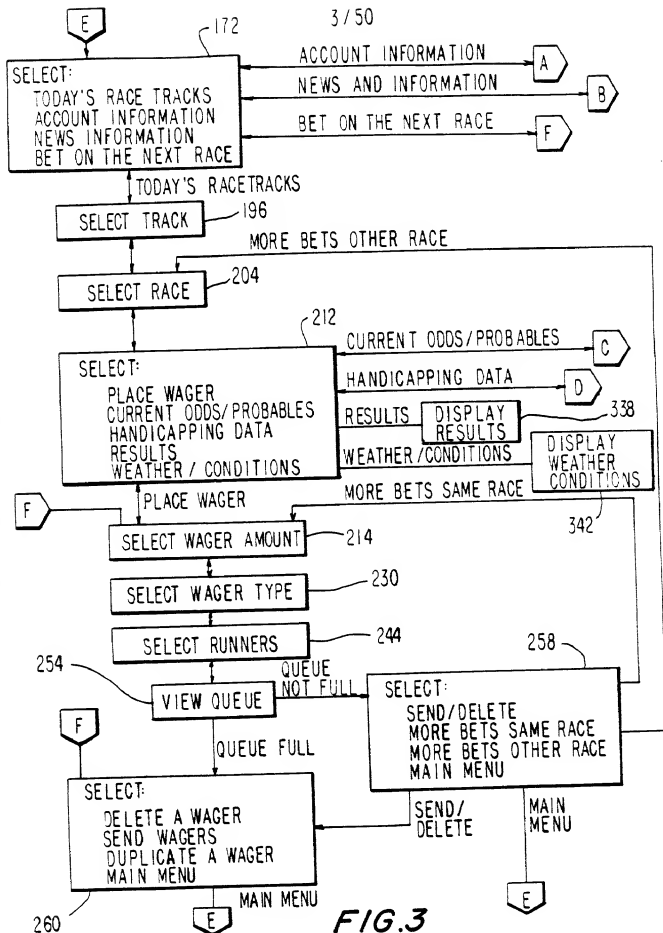 3/50
E
172
SELECT:
TODAY'S RACE TRACKS
ACCOUNT INFORMATION
NEWS INFORMATION
BET ON THE NEXT RACE
ACCOUNT INFORMATION
A
NEWS AND INFORMATION
B
BET ON THE NEXT RACE
F
TODAY'S RACETRACKS
SELECT TRACK
196
MORE BETS OTHER RACE
SELECT RACE
204
212
SELECT:
PLACE WAGER
CURRENT ODDS/PROBABLES
HANDICAPPING DATA
RESULTS
WEATHER / CONDITIONS
CURRENT ODDS/PROBABLES
C
HANDICAPPING DATA
D
RESULTS
DISPLAY
RESULTS
338
WEATHER/CONDITIONS
DISPLAY
WEATHER
CONDITIONS
342
PLACE WAGER
MORE BETS SAME RACE
F
SELECT WAGER AMOUNT
214
SELECT WAGER TYPE
230
SELECT RUNNERS
244
254
VIEW QUEUE
QUEUE
NOT FULL
258
SELECT:
SEND/DELETE
MORE BETS SAME RACE
MORE BETS OTHER RACE
MAIN MENU
F
QUEUE FULL
SELECT:
DELETE A WAGER
SEND WAGERS
DUPLICATE A WAGER
MAIN MENU
SEND/
DELETE
MAIN
MENU
260
MAIN MENU
E
E
FIG.3